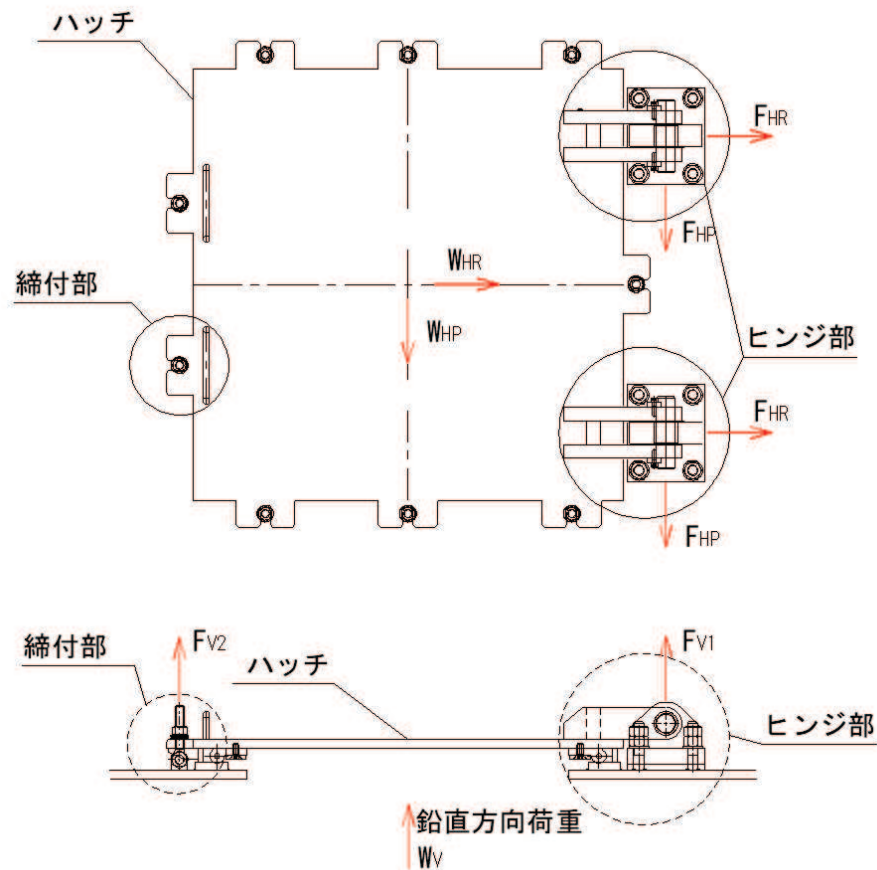 ハッチ
FHR
FHP
WHR
WHP
締付部
ヒンジ部
FHR
FHP
締付部
FV2
ハッチ
FV1
ヒンジ部
鉛直方向荷重
WV